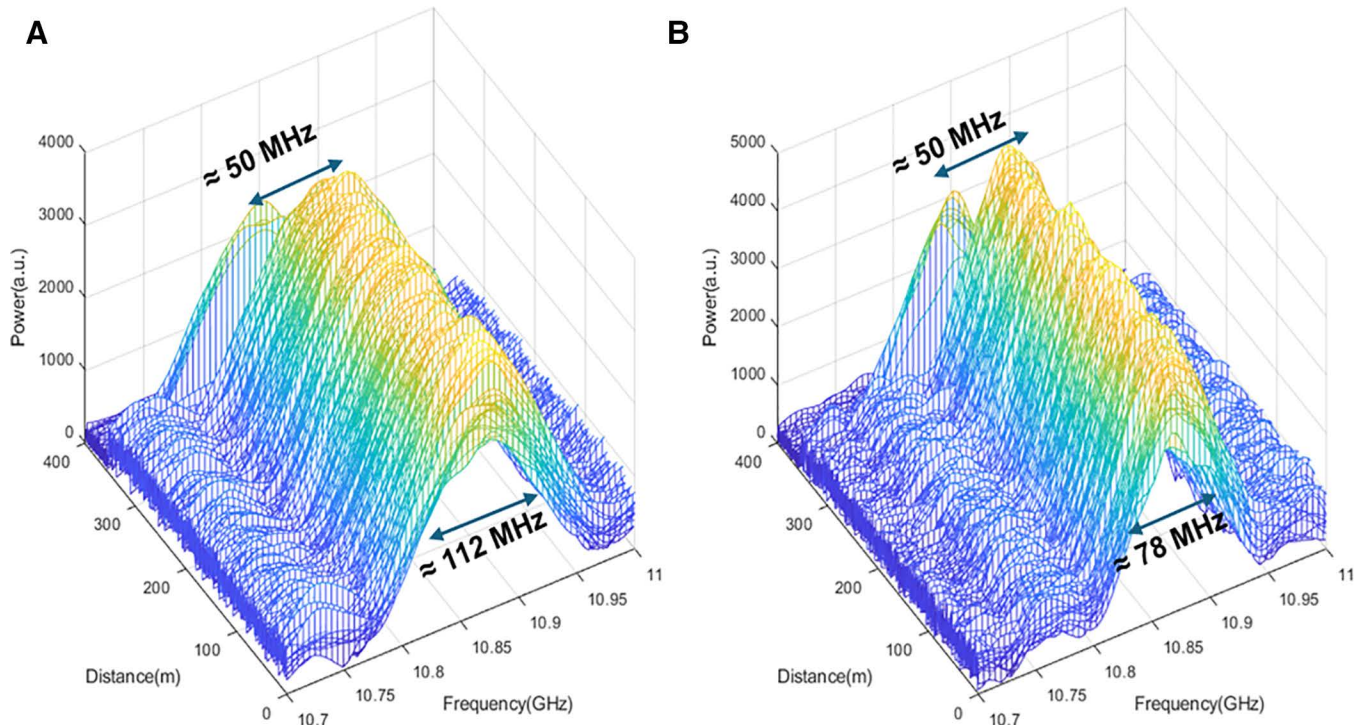 A
≈ 50 MHz
4000
3000
2000
1000
0
Power(a.u.)
400
300
200
100
0
Distance(m)
≈ 112 MHz
10.7
10.75
10.8
10.85
10.9
10.95
11
Frequency(GHz)
B
≈ 50 MHz
5000
4000
3000
2000
1000
0
Power(a.u.)
400
300
200
100
0
Distance(m)
≈ 78 MHz
10.7
10.75
10.8
10.85
10.9
10.95
11
Frequency(GHz)